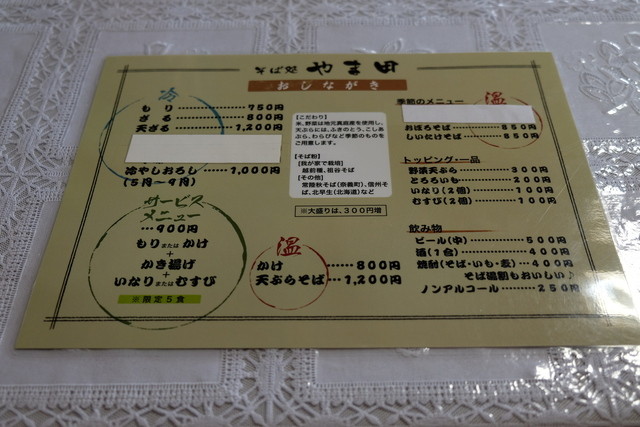 そば処 やま田
おしながき
冷
もり 750円
ざる 800円
天ざる 1,200円
冷やしおろし 1,000円
(5月〜9月)
サービス
メニュー
…900円
もり または かけ
+
かき揚げ
+
いなり または むすび
※限定5食
【こだわり】
米、野菜は地元真庭産を使用し、
天ぷらには、ふきのとう、こしあ
ぶら、わらびなど季節のものを
ご用意します。
【そば粉】
[我が家で栽培]
越前種、祖谷そば
[その他]
常陸秋そば(奈義町)、信州そ
ば、北早生(北海道)など
※大盛りは、300円増
温
かけ 800円
天ぷらそば 1,200円
季節のメニュー
温
おぼろそば 850円
しいたけそば 850
トッピング・一品
野菜天ぷら 300円
とろろいも 200円
いなり(2個) 100円
むすび(2個) 100円
飲み物
ビール(中) 500円
酒(1合) 400円
焼酎(そば・いも・麦) 400円
そば湯割もおいしい♪
ノンアルコール 250円